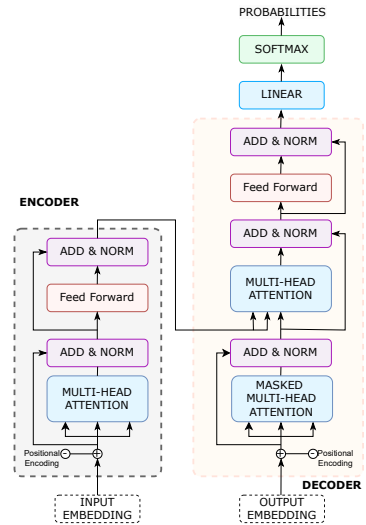 PROBABILITIES
SOFTMAX
LINEAR
ADD & NORM
Feed Forward
ADD & NORM
MULTI-HEAD
ATTENTION
ADD & NORM
MASKED
MULTI-HEAD
ATTENTION
Positional
Encoding
DECODER
OUTPUT
EMBEDDING
ENCODER
ADD & NORM
Feed Forward
ADD & NORM
MULTI-HEAD
ATTENTION
Positional
Encoding
INPUT
EMBEDDING